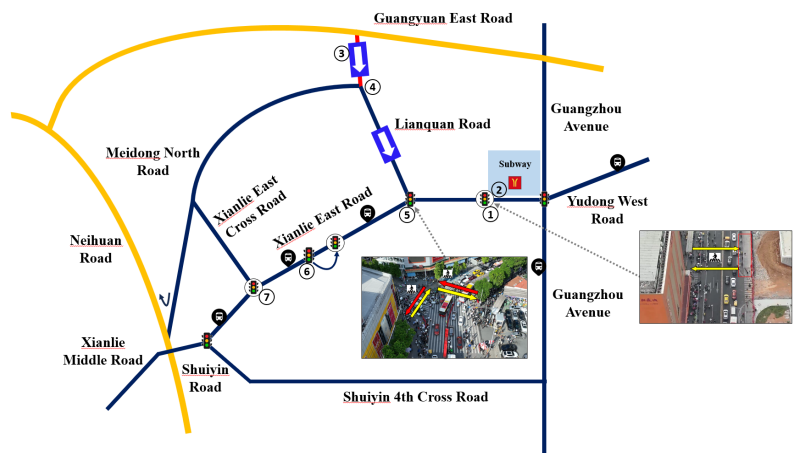 Guangyuan East Road
3
4
Guangzhou
Avenue
Lianquan Road
Meidong North
Road
Subway
2
Xianlie East
Cross Road
Xianlie East Road
1
5
Yudong West
Road
Neihuan
Road
6
7
Guangzhou
Avenue
Xianlie
Middle Road
Shuiyin
Road
Shuiyin 4th Cross Road